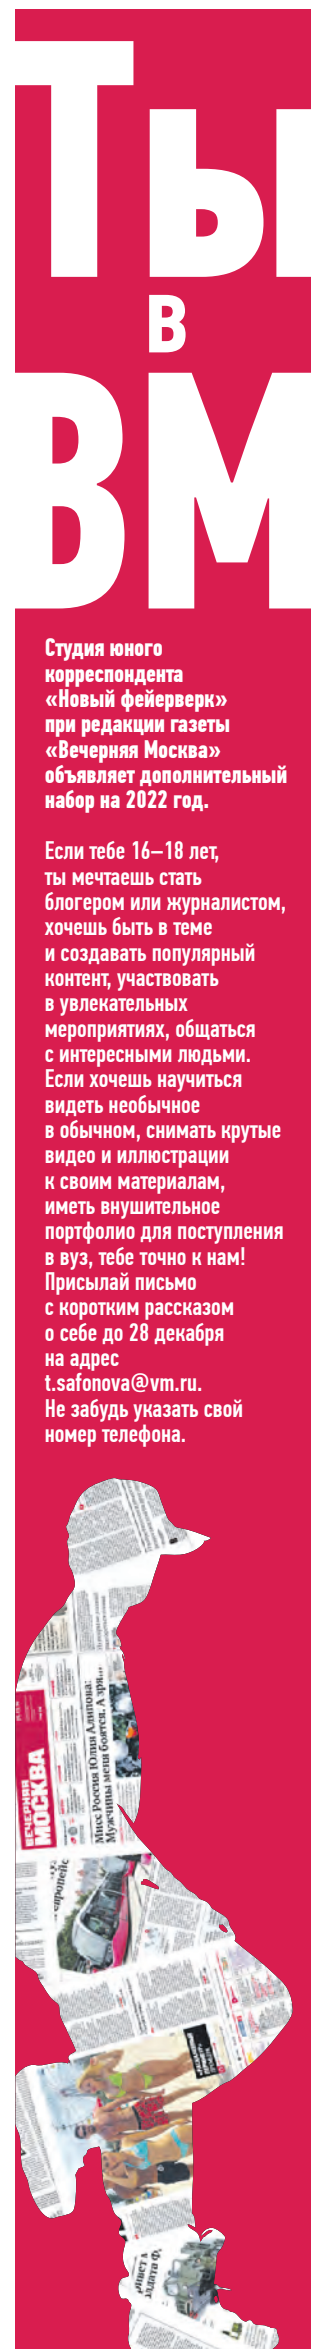 Ты
в
ВМ
Студия юного
корреспондента
«Новый фейерверк»
при редакции газеты
«Вечерняя Москва»
объявляет дополнительный
набор на 2022 год.
Если тебе 16–18 лет,
ты мечтаешь стать
блогером или журналистом,
хочешь быть в теме
и создавать популярный
контент, участвовать
в увлекательных
мероприятиях, общаться
с интересными людьми.
Если хочешь научиться
видеть необычное
в обычном, снимать крутые
видео и иллюстрации
к своим материалам,
иметь внушительное
портфолио для поступления
в вуз, тебе точно к нам!
Присылай письмо
с коротким рассказом
о себе до 28 декабря
на адрес
t.safonova@vm.ru.
Не забудь указать свой
номер телефона.
ВЕЧЕРНЯЯ
МОСКВА
Мисс Россия Юлия Алипова:
Мужчины меня боятся. А зря...